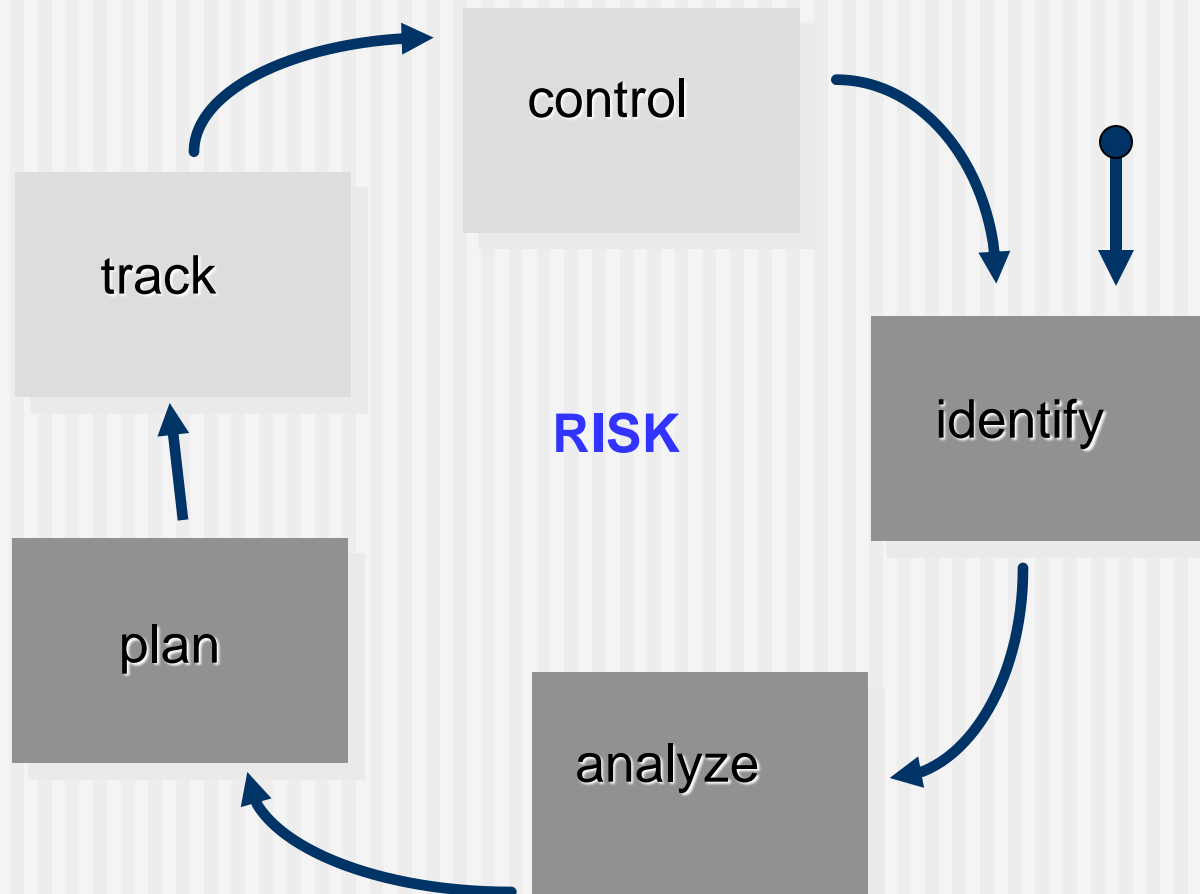 control
track
identify
RISK
plan
analyze